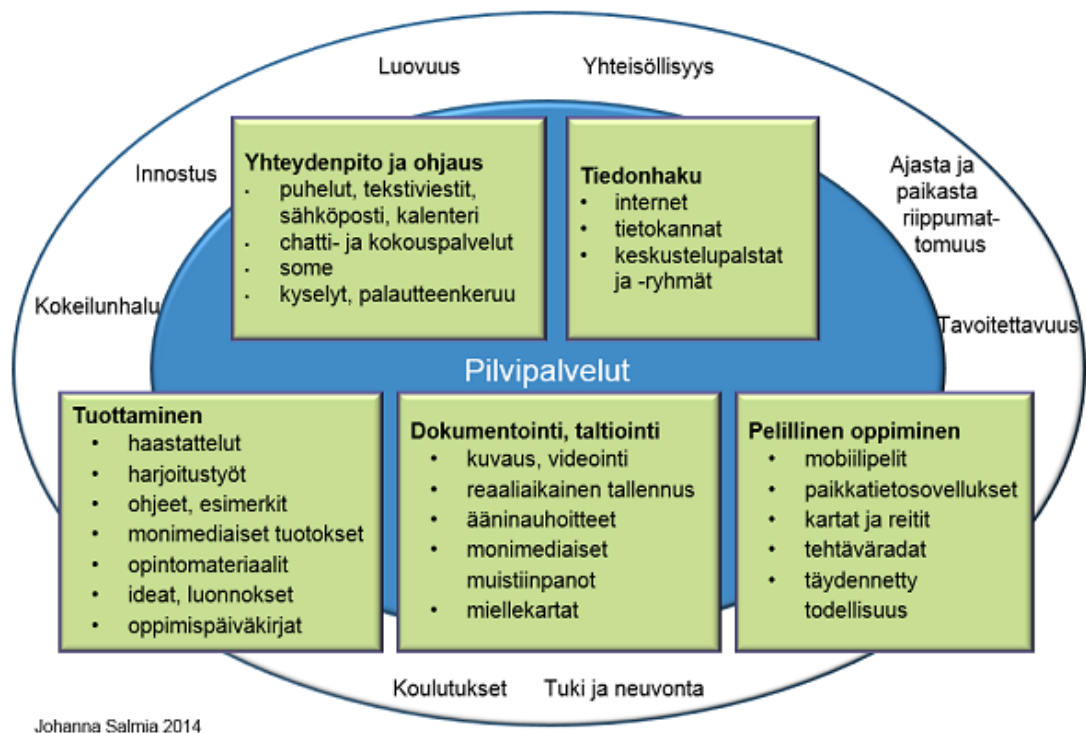 Luovuus
Yhteisöllisyys
Innostus
Ajasta ja
paikasta
riippumat-
tomuus
Kokeilunhalu
Tavoitettavuus
Yhteydenpito ja ohjaus
· puhelut, tekstiviestit,
sähköposti, kalenteri
· chatti- ja kokouspalvelut
· some
· kyselyt, palautteenkeruu
Tiedonhaku
• internet
• tietokannat
• keskustelupalstat
ja -ryhmät
Pilvipalvelut
Tuottaminen
• haastattelut
• harjoitustyöt
• ohjeet, esimerkit
• monimediaiset tuotokset
• opintomateriaalit
• ideat, luonnokset
• oppimispäiväkirjat
Dokumentointi, taltiointi
• kuvaus, videointi
• reaaliaikainen tallennus
• ääninauhoitteet
• monimediaiset
muistiinpanot
• miellekartat
Pelillinen oppiminen
• mobiilipelit
• paikkatietosovellukset
• kartat ja reitit
• tehtäväradat
• täydennetty
todellisuus
Koulutukset
Tuki ja neuvonta
Johanna Salmia 2014